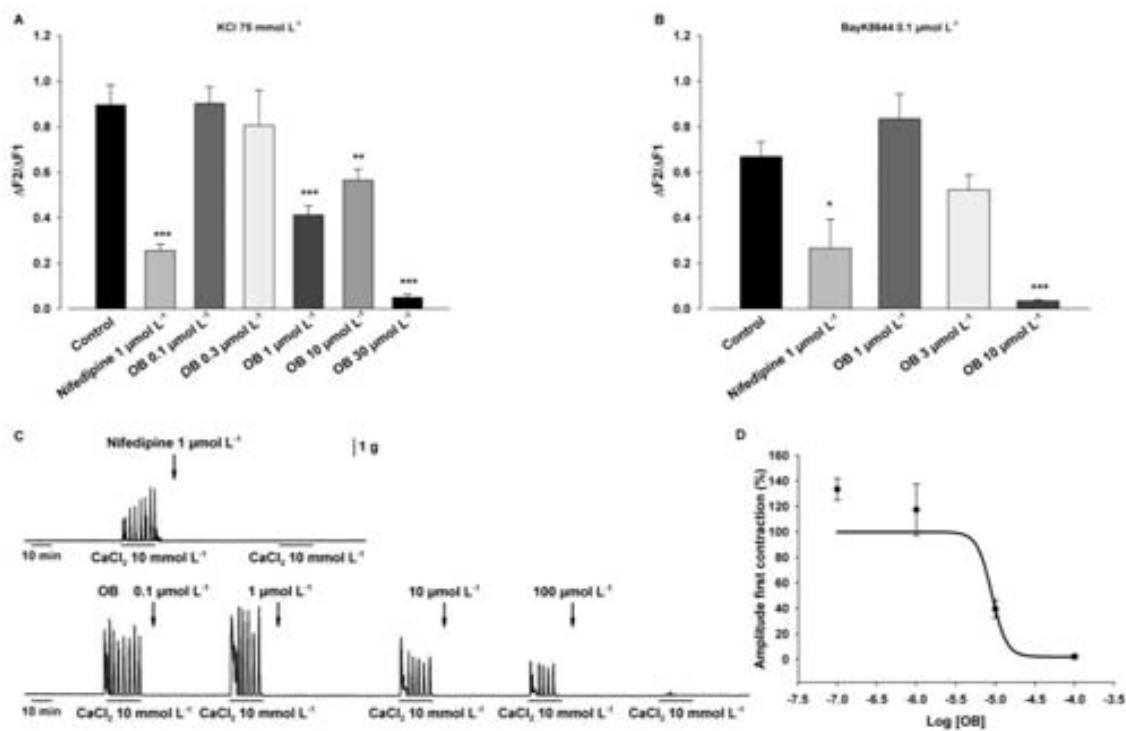 A
KCl 75 mmol L⁻¹
1.2
1.0
0.8
0.6
0.4
0.2
0.0
ΔF2/ΔF1
***
***
**
***
Control
Nifedipine 1 µmol L⁻¹
OB 0.1 µmol L⁻¹
OB 0.3 µmol L⁻¹
OB 1 µmol L⁻¹
OB 10 µmol L⁻¹
OB 30 µmol L⁻¹
B
BayK8644 0.1 µmol L⁻¹
1.2
1.0
0.8
0.6
0.4
0.2
0.0
ΔF2/ΔF1
*
***
Control
Nifedipine 1 µmol L⁻¹
OB 1 µmol L⁻¹
OB 3 µmol L⁻¹
OB 10 µmol L⁻¹
C
Nifedipine 1 µmol L⁻¹
1 g
10 min
CaCl₂ 10 mmol L⁻¹
CaCl₂ 10 mmol L⁻¹
OB 0.1 µmol L⁻¹ 1 µmol L⁻¹ 10 µmol L⁻¹ 100 µmol L⁻¹
10 min
CaCl₂ 10 mmol L⁻¹ CaCl₂ 10 mmol L⁻¹ CaCl₂ 10 mmol L⁻¹ CaCl₂ 10 mmol L⁻¹ CaCl₂ 10 mmol L⁻¹
D
160
140
120
100
80
60
40
20
0
Amplitude first contraction (%)
-7.5 -7.0 -6.5 -6.0 -5.5 -5.0 -4.5 -4.0 -3.5
Log [OB]